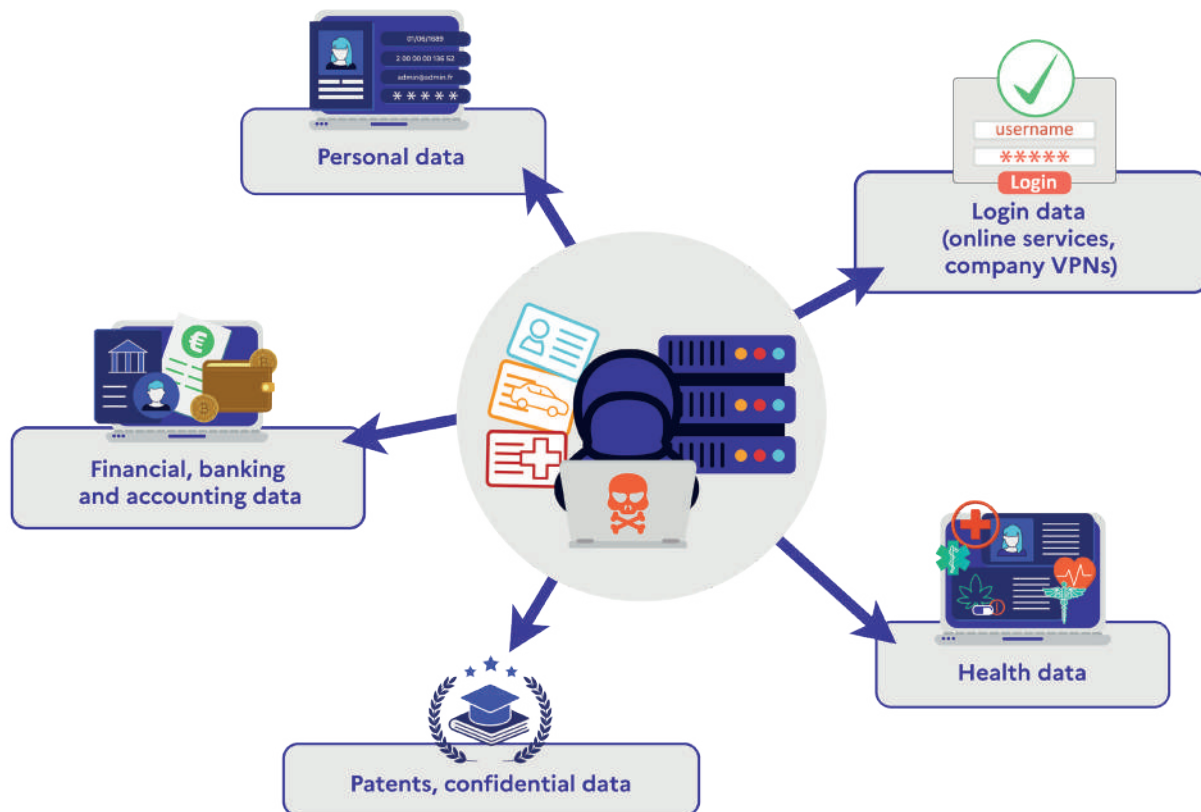 01/06/1689
2 00 00 00 136 52
admin@admin.fr
* * * * *
Personal data
username
*****
Login
Login data
(online services,
company VPNs)
Financial, banking
and accounting data
Health data
Patents, confidential data